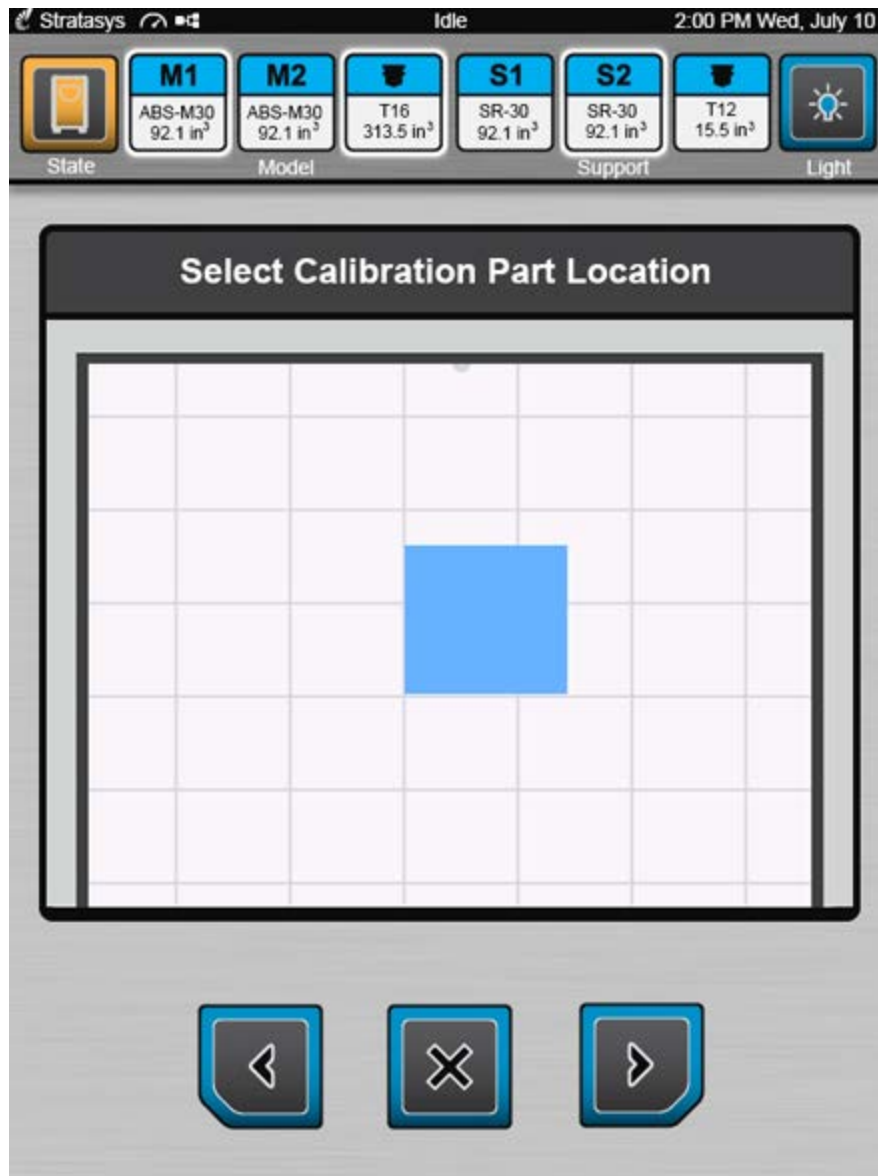 Stratasys Idle 2:00 PM Wed, July 10
M1 M2 S1 S2
ABS-M30 ABS-M30 T16 SR-30 SR-30 T12
92.1 in³ 92.1 in³ 313.5 in³ 92.1 in³ 92.1 in³ 15.5 in³
State Model Support Light
Select Calibration Part Location